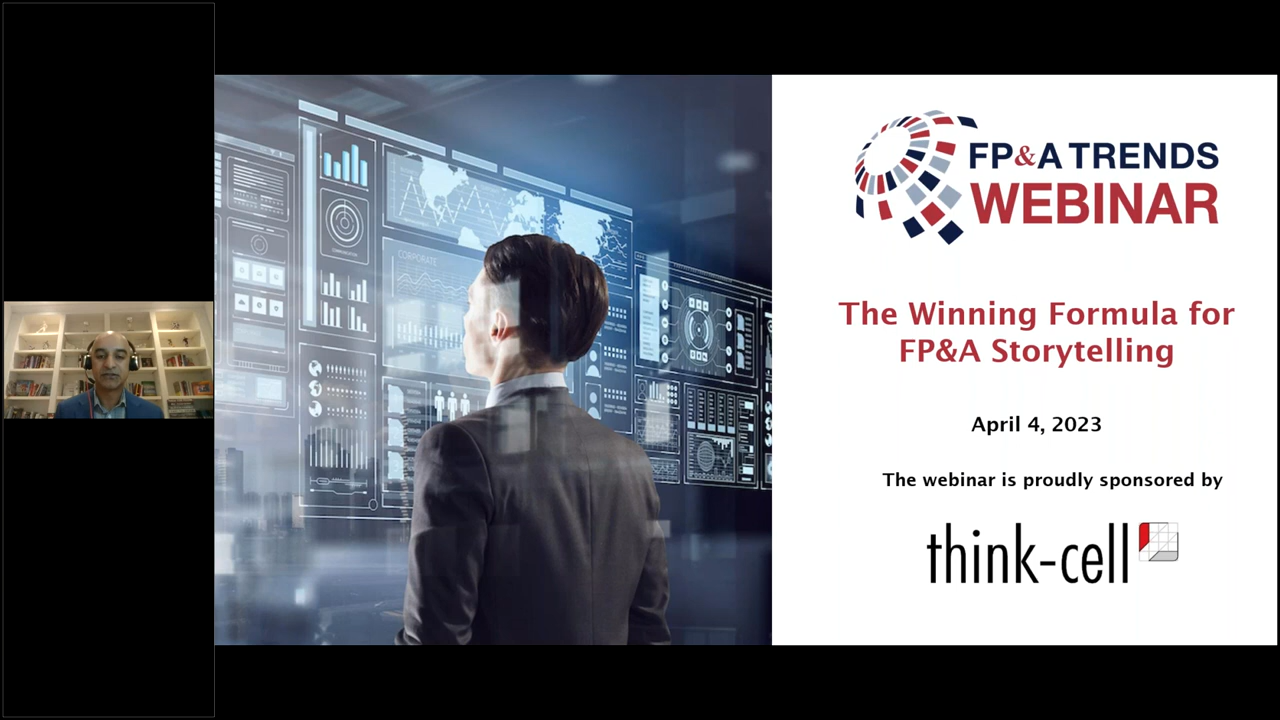 FP&A TRENDS
WEBINAR
The Winning Formula for
FP&A Storytelling
April 4, 2023
The webinar is proudly sponsored by
think-cell
CORPORATE